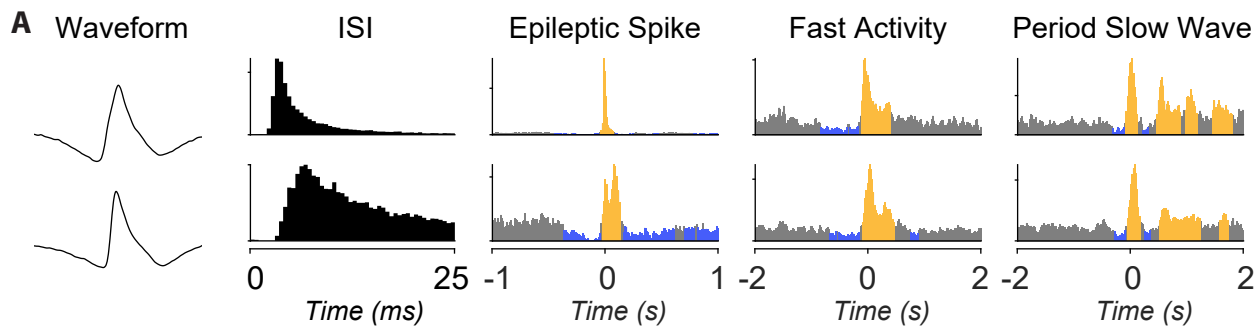 A Waveform ISI Epileptic Spike Fast Activity Period Slow Wave
0 25 -1 0 1 -2 0 2 -2 0 2
Time (ms) Time (s) Time (s) Time (s)